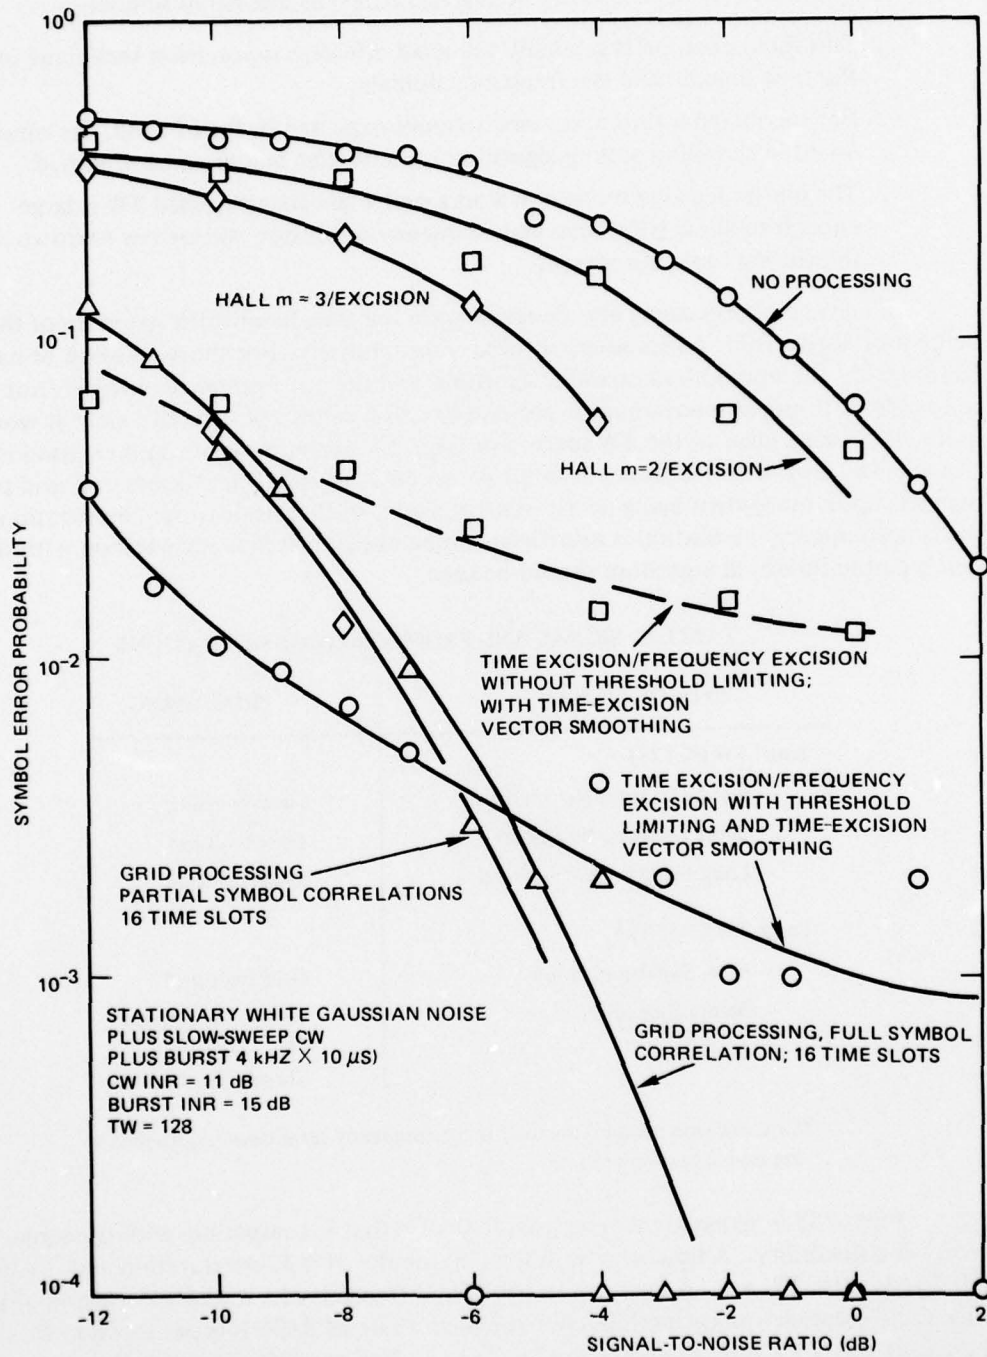 10⁰
NO PROCESSING
HALL m = 3/EXCISION
10⁻¹
HALL m=2/EXCISION
SYMBOL ERROR PROBABILITY
10⁻²
TIME EXCISION/FREQUENCY EXCISION
WITHOUT THRESHOLD LIMITING;
WITH TIME-EXCISION
VECTOR SMOOTHING
TIME EXCISION/FREQUENCY
EXCISION WITH THRESHOLD
LIMITING AND TIME-EXCISION
VECTOR SMOOTHING
GRID PROCESSING
PARTIAL SYMBOL CORRELATIONS
16 TIME SLOTS
10⁻³
STATIONARY WHITE GAUSSIAN NOISE
PLUS SLOW-SWEEP CW
PLUS BURST 4 kHZ X 10 μS)
CW INR = 11 dB
BURST INR = 15 dB
TW = 128
GRID PROCESSING, FULL SYMBOL
CORRELATION; 16 TIME SLOTS
10⁻⁴
-12 -10 -8 -6 -4 -2 0 2
SIGNAL-TO-NOISE RATIO (dB)